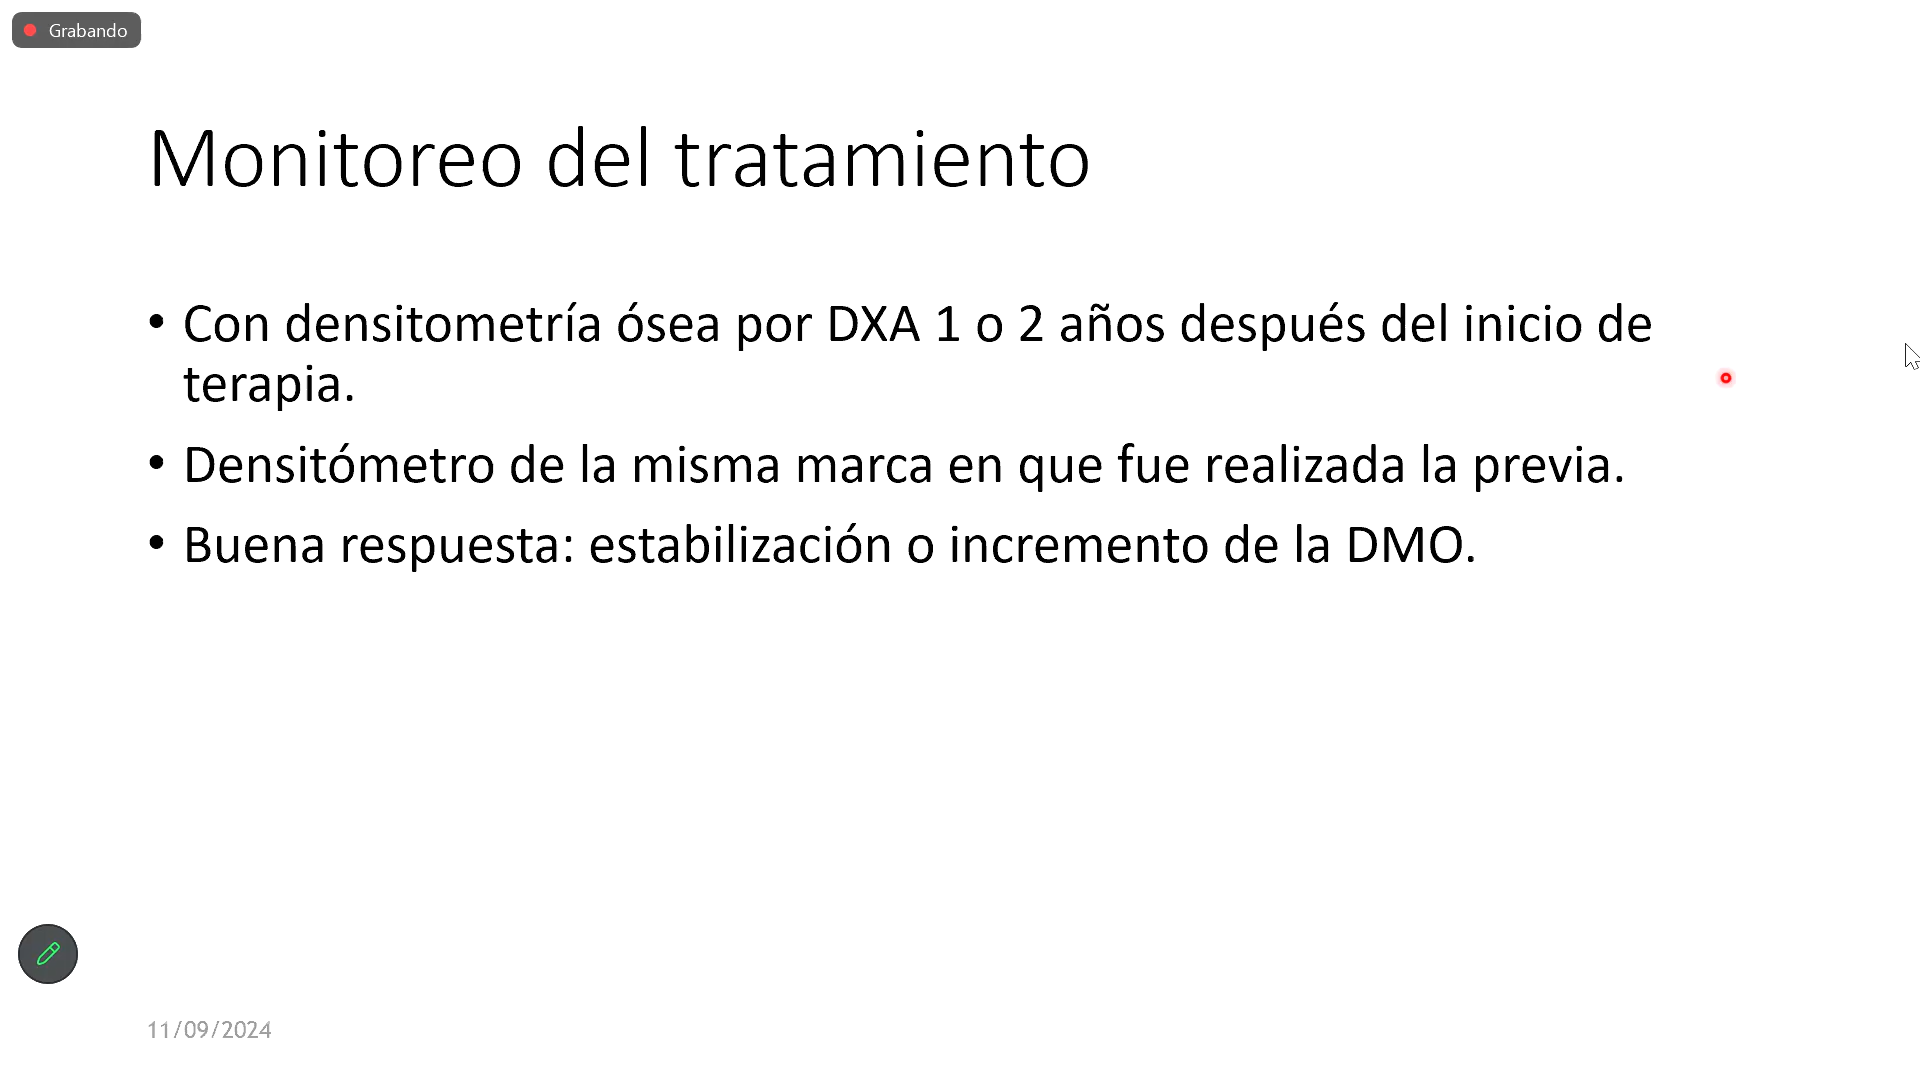 Grabando
Monitoreo del tratamiento
• Con densitometría ósea por DXA 1 o 2 años después del inicio de
terapia.
• Densitómetro de la misma marca en que fue realizada la previa.
• Buena respuesta: estabilización o incremento de la DMO.
11/09/2024